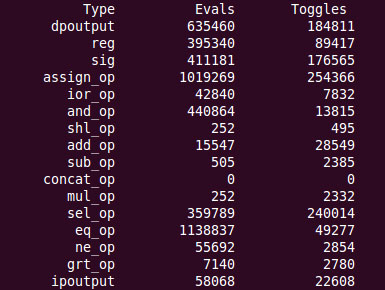 Type Evals Toggles
dpoutput 635460 184811
reg 395340 89417
sig 411181 176565
assign_op 1019269 254366
ior_op 42840 7832
and_op 440864 13815
shl_op 252 495
add_op 15547 28549
sub_op 505 2385
concat_op 0 0
mul_op 252 2332
sel_op 359789 240014
eq_op 1138837 49277
ne_op 55692 2854
grt_op 7140 2780
ipoutput 58068 22608